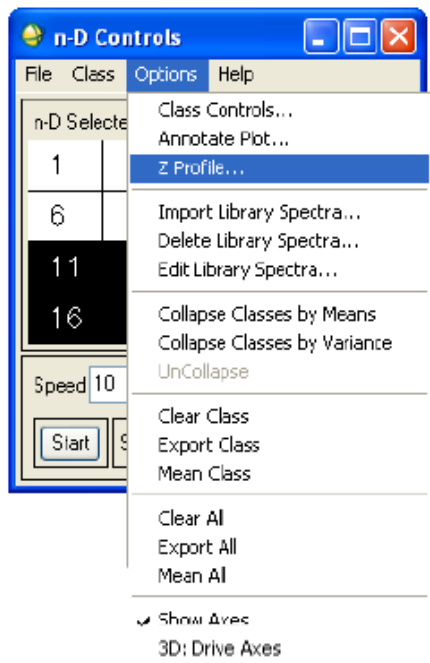 n-D Controls
File Class Options Help
n-D Selecte
1
6
11
16
Speed 10
Start S
Class Controls...
Annotate Plot...
Z Profile...
Import Library Spectra...
Delete Library Spectra...
Edit Library Spectra...
Collapse Classes by Means
Collapse Classes by Variance
UnCollapse
Clear Class
Export Class
Mean Class
Clear All
Export All
Mean All
Show Axes
3D: Drive Axes